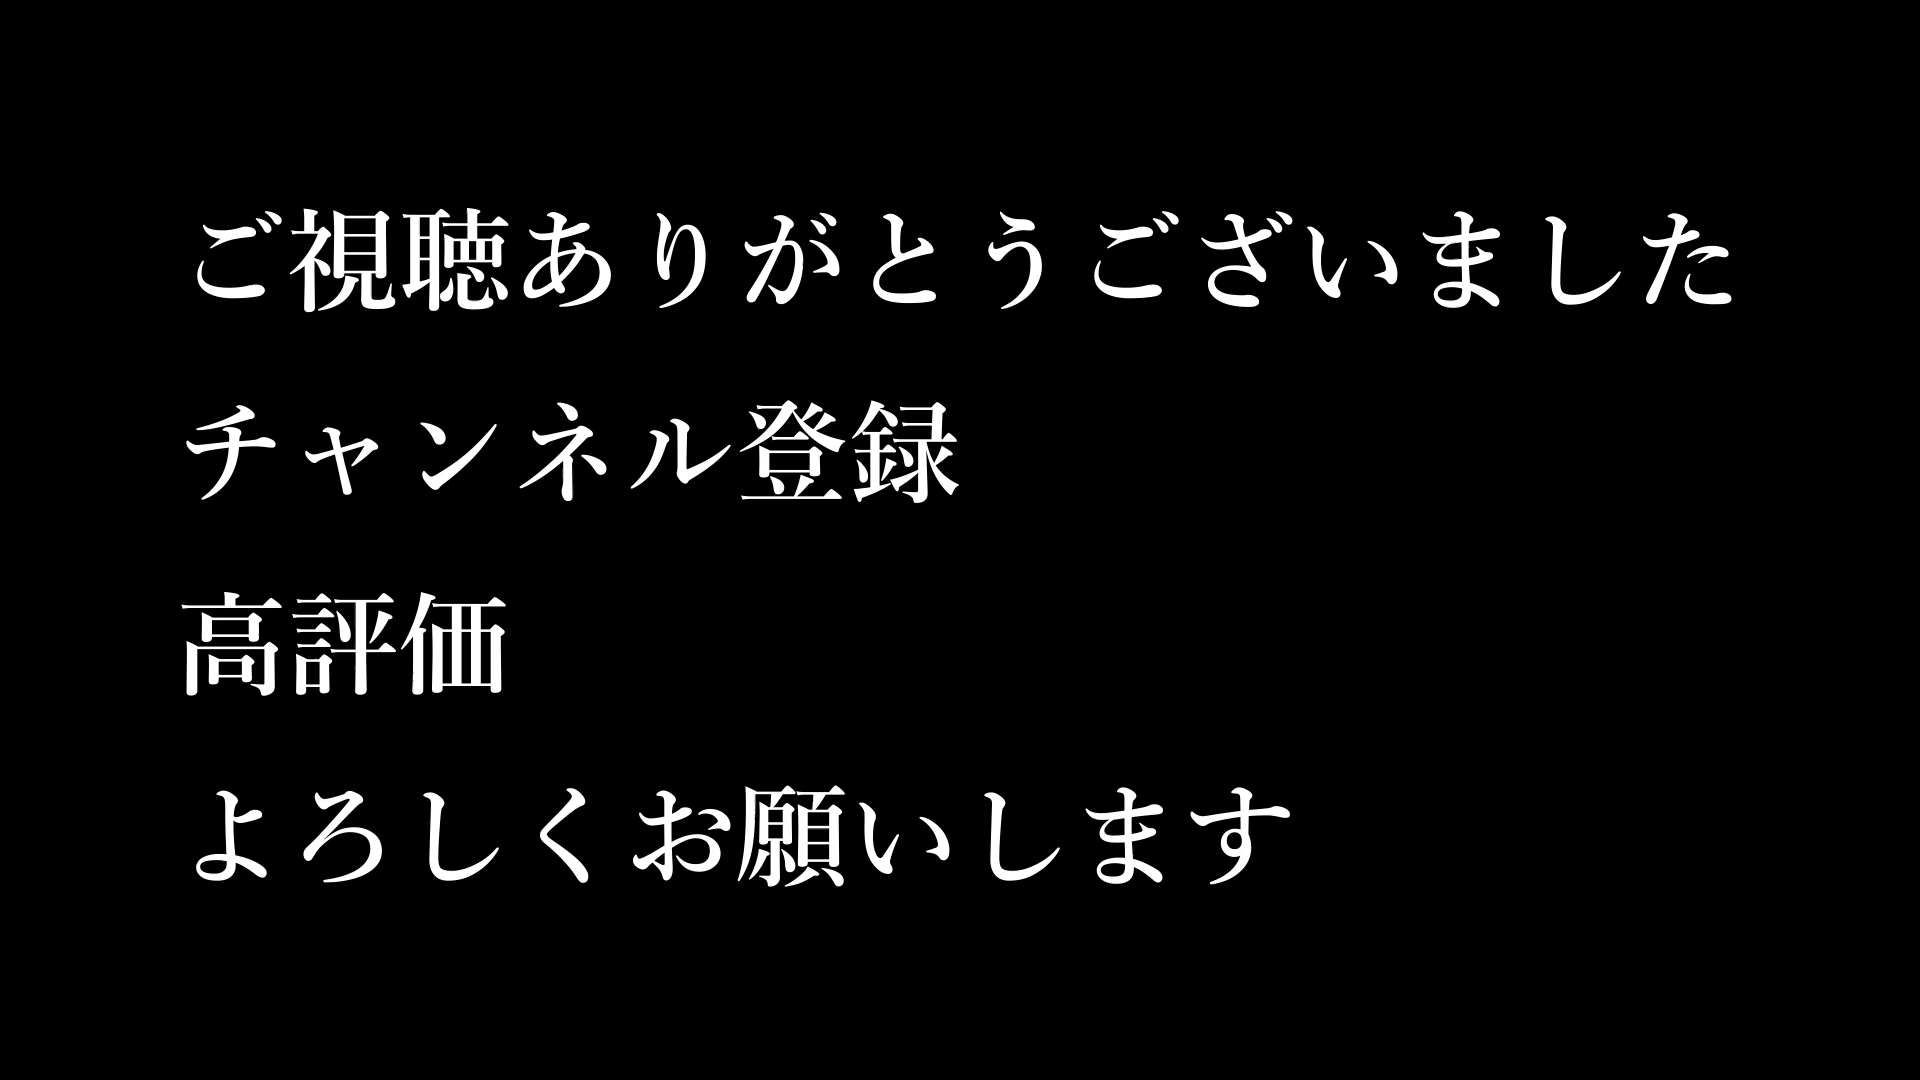 ご視聴ありがとうございました
チャンネル登録
高評価
よろしくお願いします